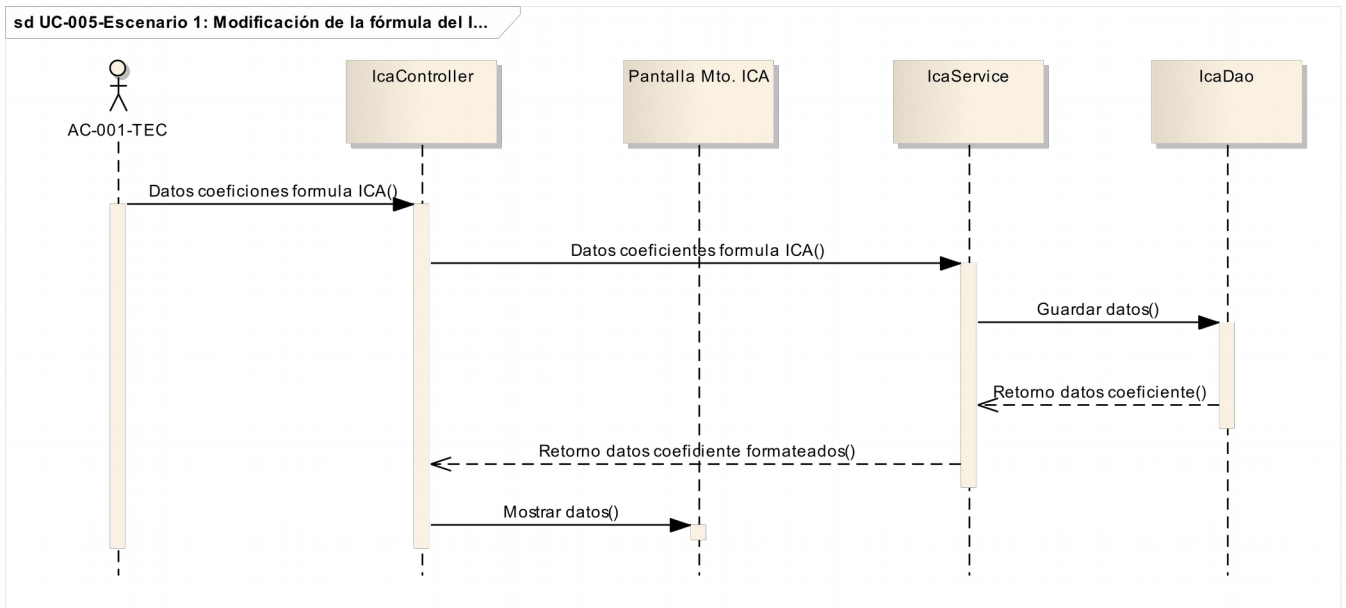 sd UC-005-Escenario 1: Modificación de la fórmula del I...
AC-001-TEC
IcaController
Pantalla Mto. ICA
IcaService
IcaDao
Datos coeficiones formula ICA()
Datos coeficientes formula ICA()
Guardar datos()
Retorno datos coeficiente()
Retorno datos coeficiente formateados()
Mostrar datos()